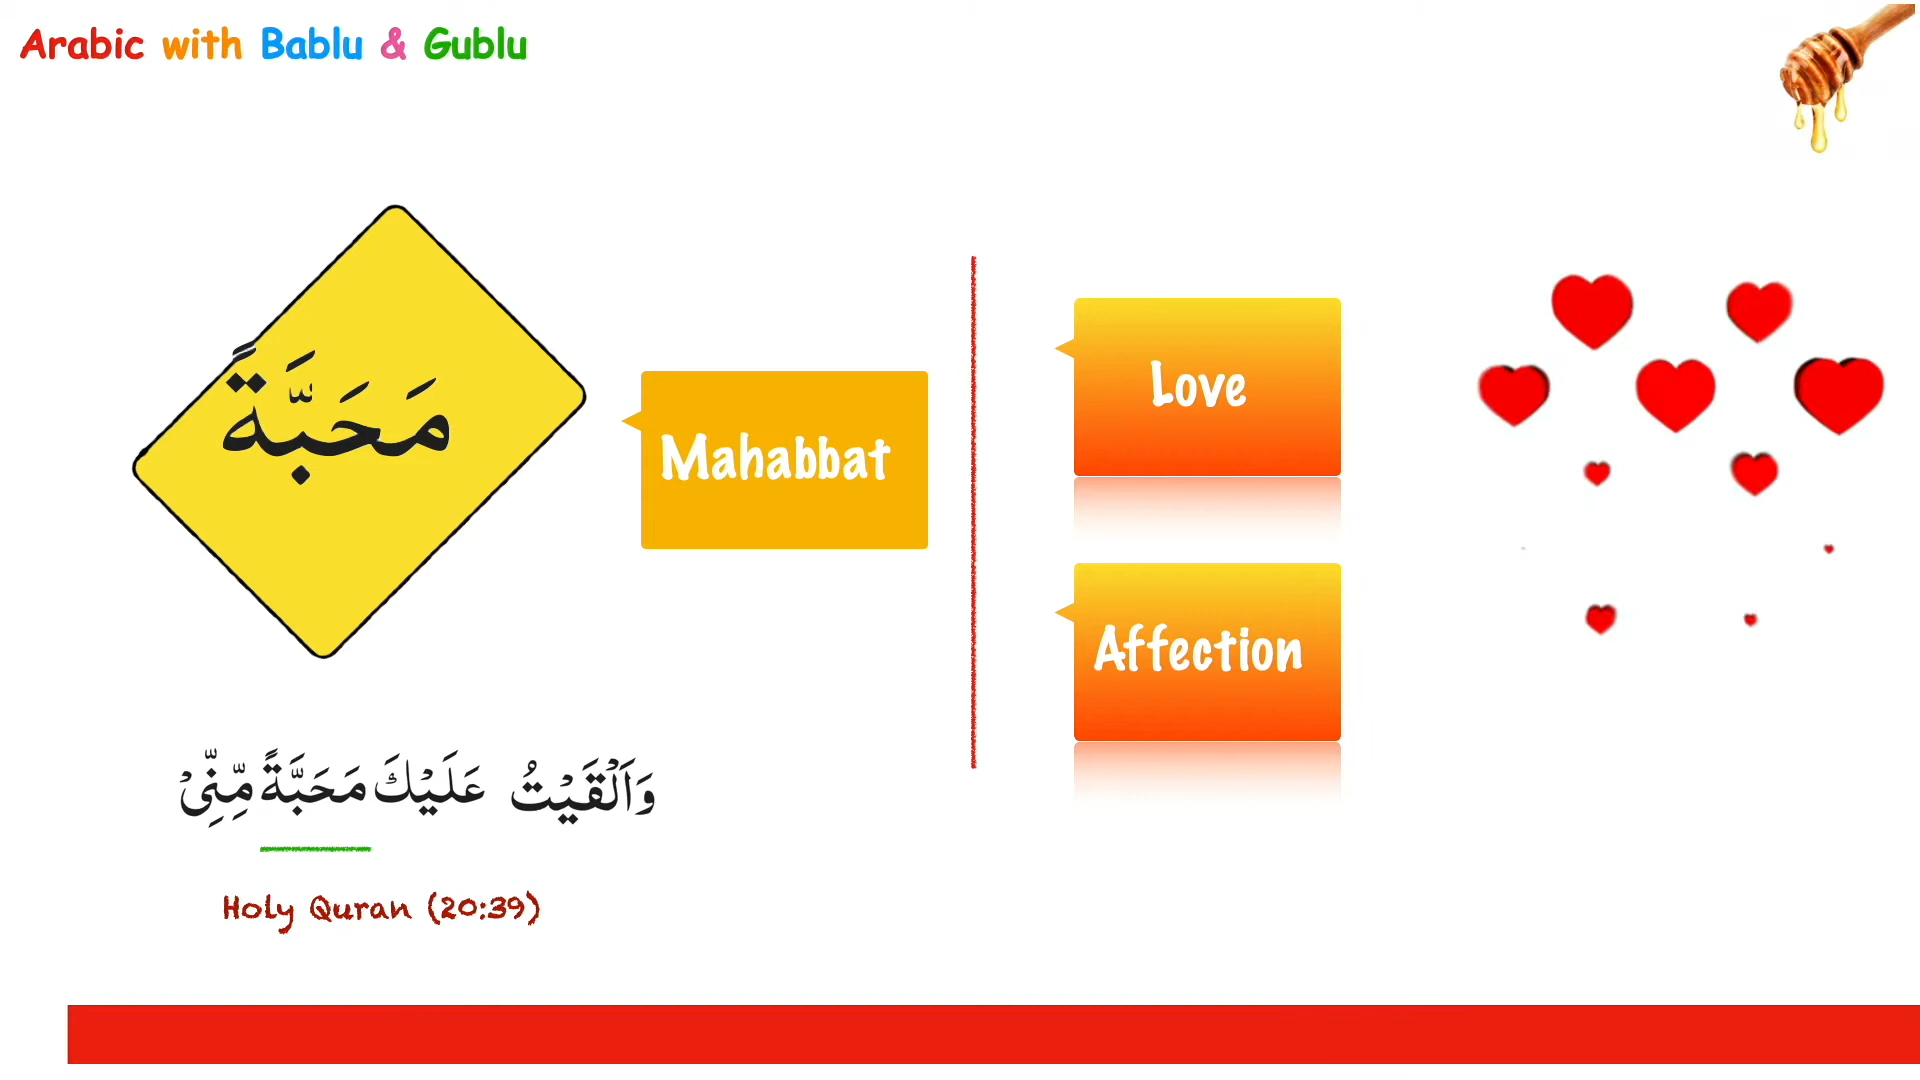 Arabic with Bablu & Gublu
مَحَبَّةً
Mahabbat
Love
Affection
وَاَلْقَيْتُ عَلَيْكَ مَحَبَّةً مِّنِّىْ
Holy Quran (20:39)